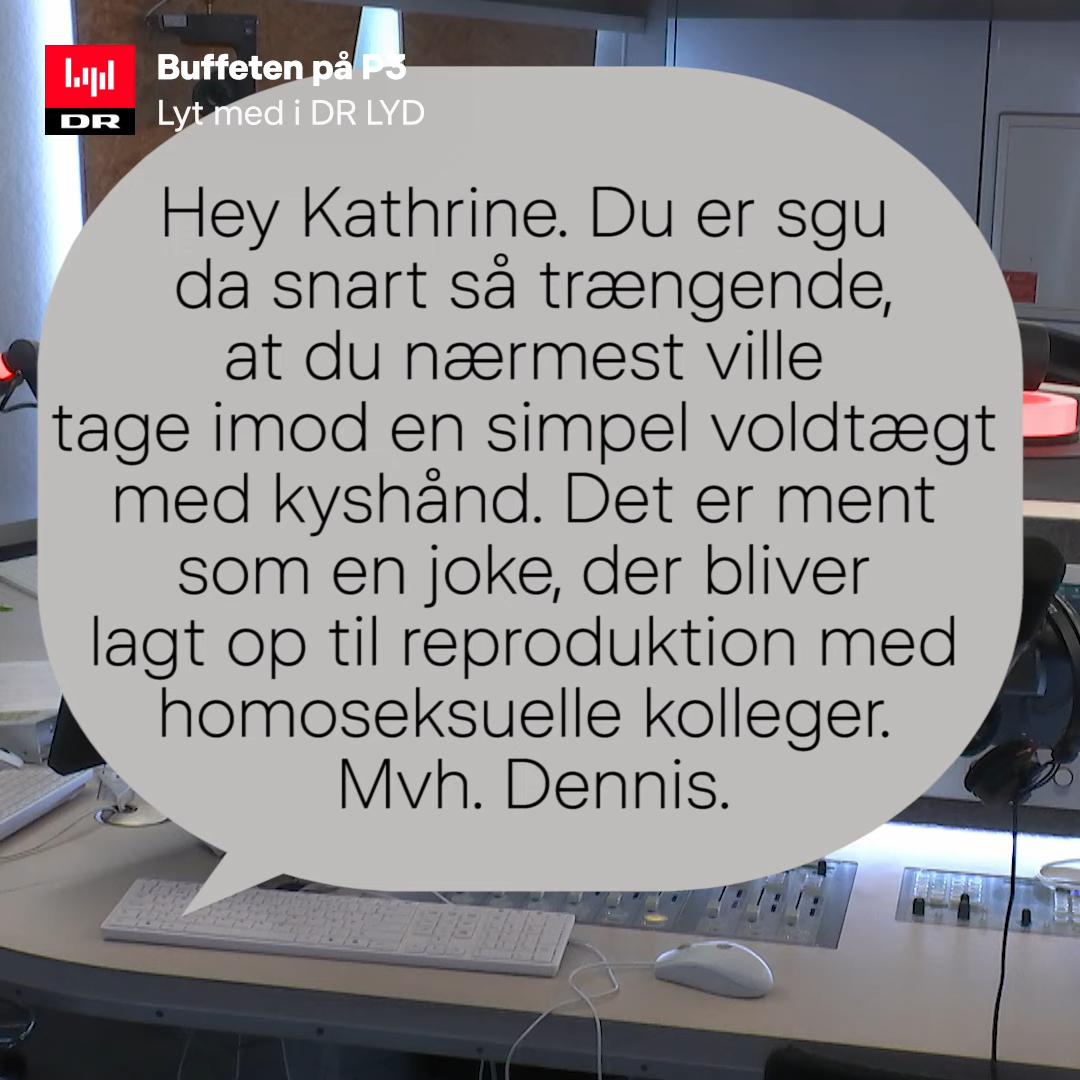 Buffeten på P3
Lyt med i DR LYD
DR
Hey Kathrine. Du er sgu
da snart så trængende,
at du nærmest ville
tage imod en simpel voldtægt
med kyshånd. Det er ment
som en joke, der bliver
lagt op til reproduktion med
homoseksuelle kolleger.
Mvh. Dennis.